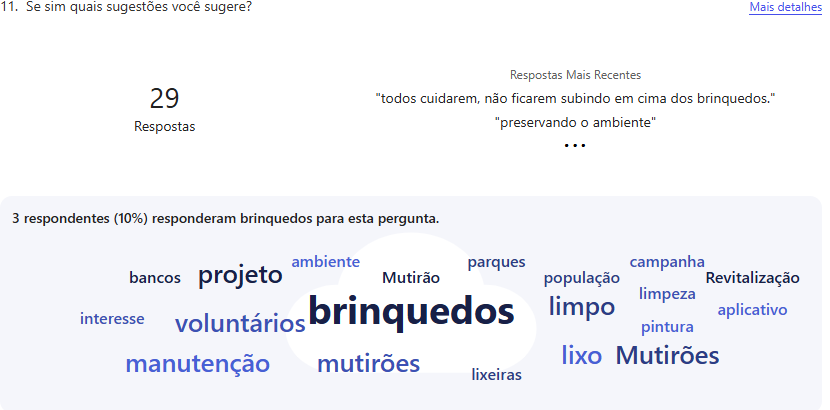 11. Se sim quais sugestões você sugere?
Mais detalhes
29
Respostas
Respostas Mais Recentes
"todos cuidarem, não ficarem subindo em cima dos brinquedos."
"preservando o ambiente"
...
3 respondentes (10%) responderam brinquedos para esta pergunta.
ambiente parques campanha
bancos projeto Mutirão população Revitalização
limpeza
interesse voluntários brinquedos limpo aplicativo
pintura
manutenção mutirões lixo Mutirões
lixeiras